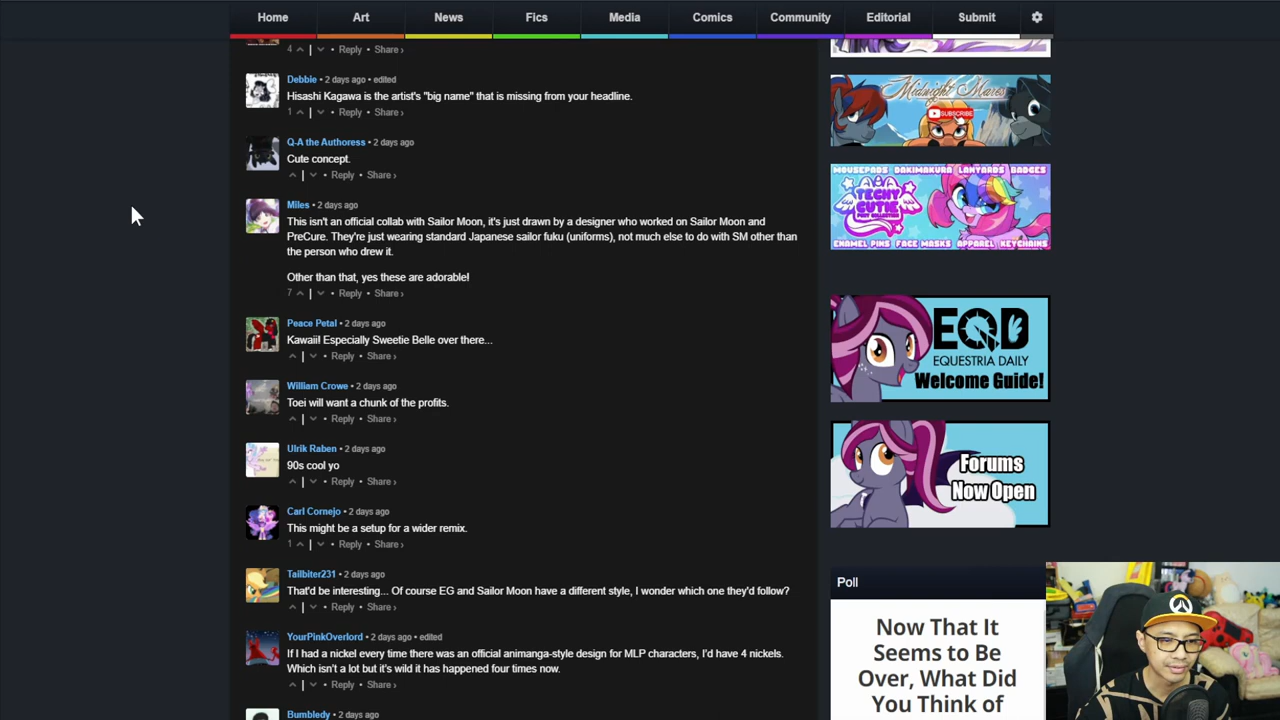 Home Art News Fics Media Comics Community Editorial Submit
4 | • Reply • Share ›
Debbie • 2 days ago • edited
Hisashi Kagawa is the artist's "big name" that is missing from your headline.
1 | • Reply • Share ›
Q-A the Authoress • 2 days ago
Cute concept.
| • Reply • Share ›
Miles • 2 days ago
This isn't an official collab with Sailor Moon, it's just drawn by a designer who worked on Sailor Moon and
PreCure. They're just wearing standard Japanese sailor fuku (uniforms), not much else to do with SM other than
the person who drew it.
Other than that, yes these are adorable!
7 | • Reply • Share ›
Peace Petal • 2 days ago
Kawaii! Especially Sweetie Belle over there...
| • Reply • Share ›
William Crowe • 2 days ago
Toei will want a chunk of the profits.
| • Reply • Share ›
Ulrik Raben • 2 days ago
90s cool yo
| • Reply • Share ›
Carl Cornejo • 2 days ago
This might be a setup for a wider remix.
1 | • Reply • Share ›
Tailbiter231 • 2 days ago
That'd be interesting... Of course EG and Sailor Moon have a different style, I wonder which one they'd follow?
| • Reply • Share ›
YourPinkOverlord • 2 days ago • edited
If I had a nickel every time there was an official animanga-style design for MLP characters, I'd have 4 nickels.
Which isn't a lot but it's wild it has happened four times now.
| • Reply • Share ›
Bumbledy • 2 days ago
Midnight Mares
SUBSCRIBE
MOUSEPADS DAKIMAKURA LANYARDS BADGES
TECHY
CUTIE
PONY COLLECTION
ENAMEL PINS FACE MASKS APPAREL KEYCHAINS
EQD
EQUESTRIA DAILY
Welcome Guide!
Forums
Now Open
Poll
Now That It
Seems to Be
Over, What Did
You Think of